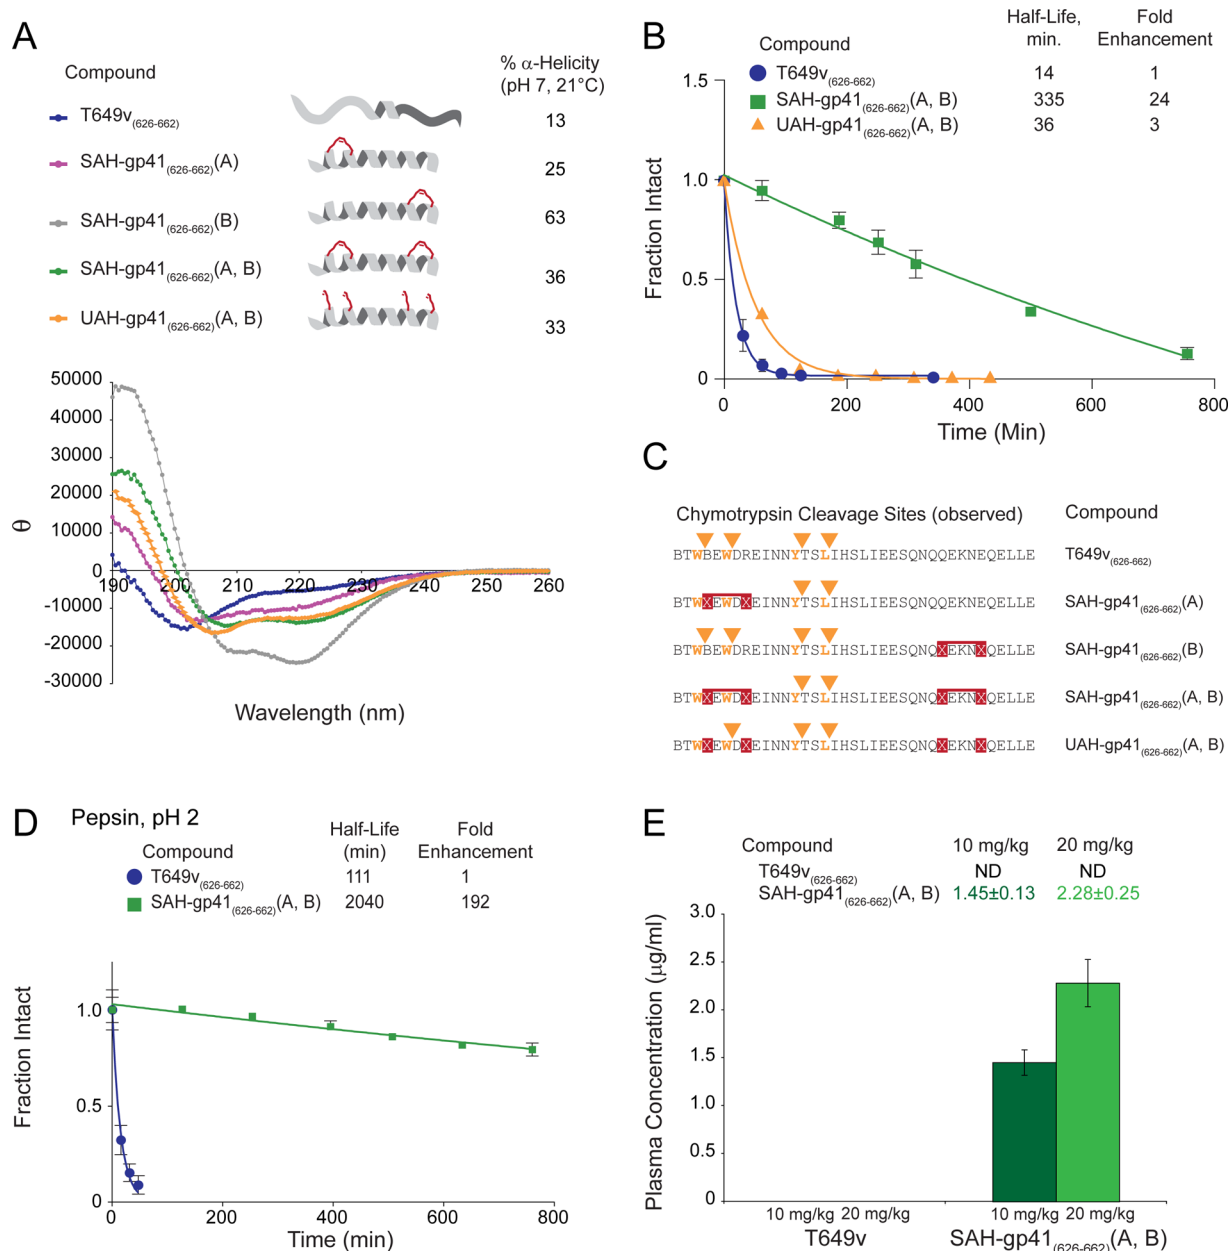 A
Compound
% α-Helicity
(pH 7, 21°C)
T649v(626-662)
13
SAH-gp41(626-662)(A)
25
SAH-gp41(626-662)(B)
63
SAH-gp41(626-662)(A, B)
36
UAH-gp41(626-662)(A, B)
33
50000
40000
30000
20000
10000
0
-10000
-20000
-30000
θ
190 200 210 220 230 240 250 260
Wavelength (nm)
B
Compound
Half-Life,
min.
Fold
Enhancement
T649v(626-662) 14 1
SAH-gp41(626-662)(A, B) 335 24
UAH-gp41(626-662)(A, B) 36 3
1.5
1.0
0.5
0
Fraction Intact
0 200 400 600 800
Time (Min)
C
Chymotrypsin Cleavage Sites (observed)
Compound
BTWBEWDREINNYTSLIHSLIEESQNQQEKNEQELLE
T649v(626-662)
BTWXEWDXEINNYTSLIHSLIEESQNQQEKNEQELLE
SAH-gp41(626-662)(A)
BTWBEWDREINNYTSLIHSLIEESQNQXEKNXQELLE
SAH-gp41(626-662)(B)
BTWXEWDXEINNYTSLIHSLIEESQNQXEKNXQELLE
SAH-gp41(626-662)(A, B)
BTWXEWDXEINNYTSLIHSLIEESQNQXEKNXQELLE
UAH-gp41(626-662)(A, B)
D
Pepsin, pH 2
Compound
Half-Life
(min)
Fold
Enhancement
T649v(626-662) 111 1
SAH-gp41(626-662)(A, B) 2040 192
1.0
0.5
0
Fraction Intact
0 200 400 600 800
Time (min)
E
Compound 10 mg/kg 20 mg/kg
T649v(626-662) ND ND
SAH-gp41(626-662)(A, B) 1.45±0.13 2.28±0.25
3.0
2.5
2.0
1.5
1.0
0.5
0
Plasma Concentration (µg/ml)
10 mg/kg 20 mg/kg
10 mg/kg 20 mg/kg
T649v
SAH-gp41(626-662)(A, B)